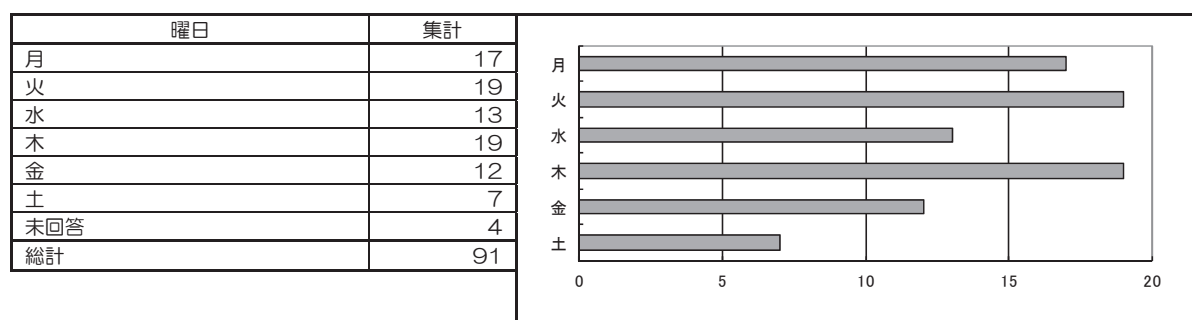 曜日 集計
月 17
火 19
水 13
木 19
金 12
土 7
未回答 4
総計 91
月
火
水
木
金
土
0 5 10 15 20